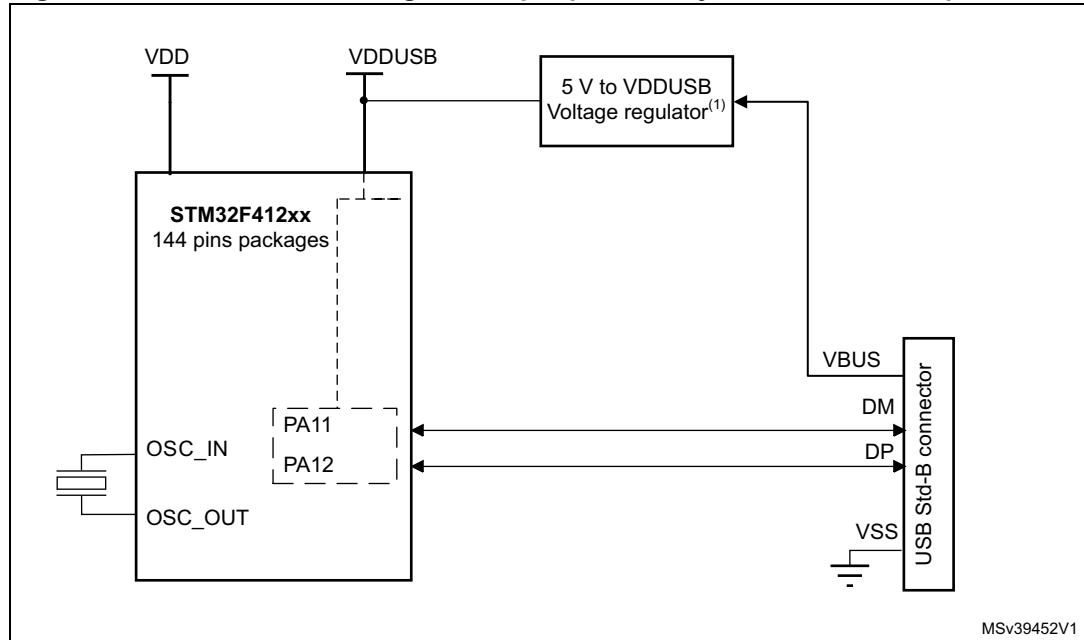 VDD
VDDUSB
5 V to VDDUSB
Voltage regulator(1)
STM32F412xx
144 pins packages
VBUS
DM
PA11
DP
PA12
OSC_IN
OSC_OUT
VSS
USB Std-B connector
MSv39452V1